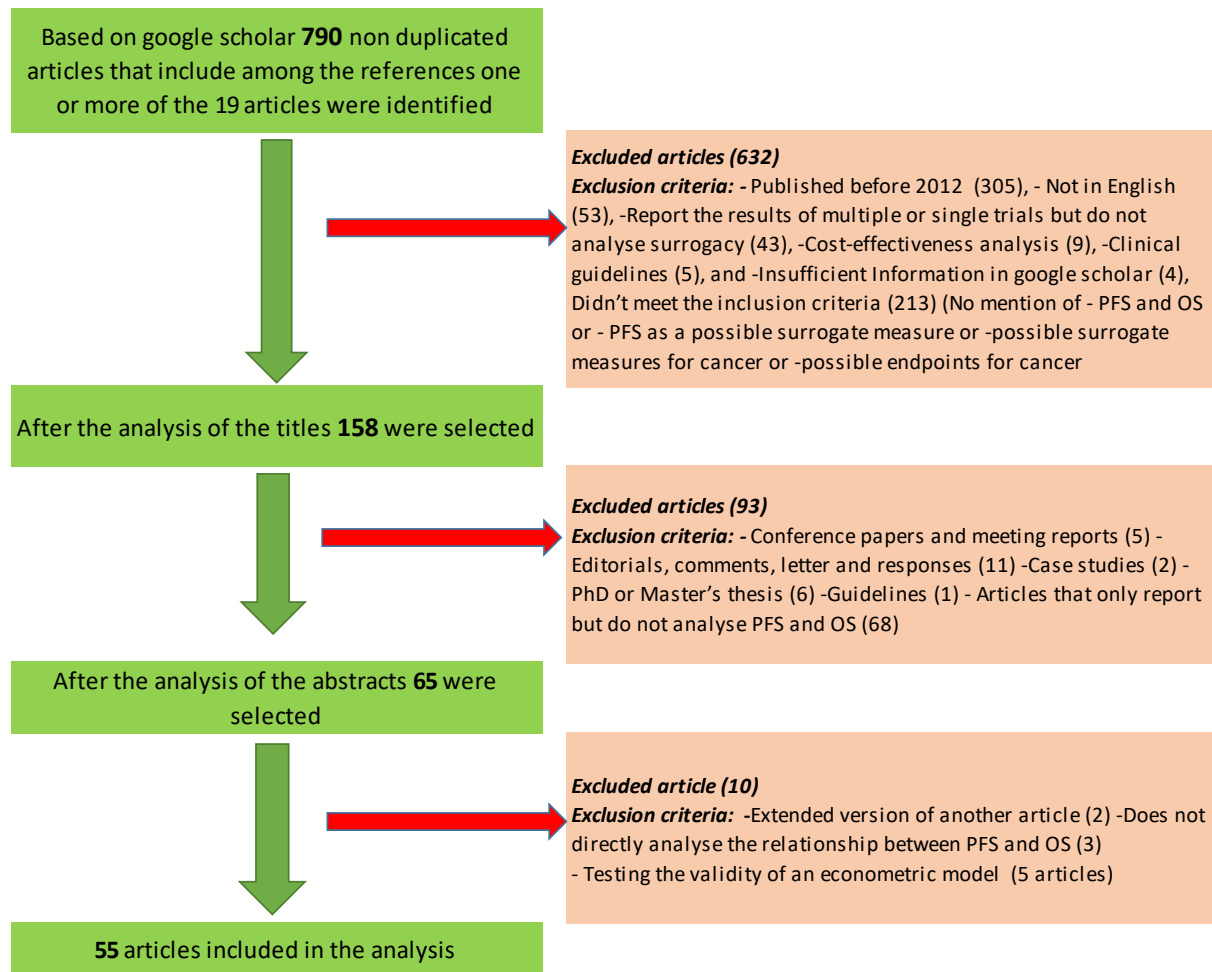 Based on google scholar 790 non duplicated
articles that include among the references one
or more of the 19 articles were identified
Excluded articles (632)
Exclusion criteria: - Published before 2012 (305), - Not in English
(53), -Report the results of multiple or single trials but do not
analyse surrogacy (43), -Cost-effectiveness analysis (9), -Clinical
guidelines (5), and -Insufficient Information in google scholar (4),
Didn’t meet the inclusion criteria (213) (No mention of - PFS and OS
or - PFS as a possible surrogate measure or -possible surrogate
measures for cancer or -possible endpoints for cancer
After the analysis of the titles 158 were selected
Excluded articles (93)
Exclusion criteria: - Conference papers and meeting reports (5) -
Editorials, comments, letter and responses (11) -Case studies (2) -
PhD or Master’s thesis (6) -Guidelines (1) - Articles that only report
but do not analyse PFS and OS (68)
After the analysis of the abstracts 65 were
selected
Excluded article (10)
Exclusion criteria: -Extended version of another article (2) -Does not
directly analyse the relationship between PFS and OS (3)
- Testing the validity of an econometric model (5 articles)
55 articles included in the analysis